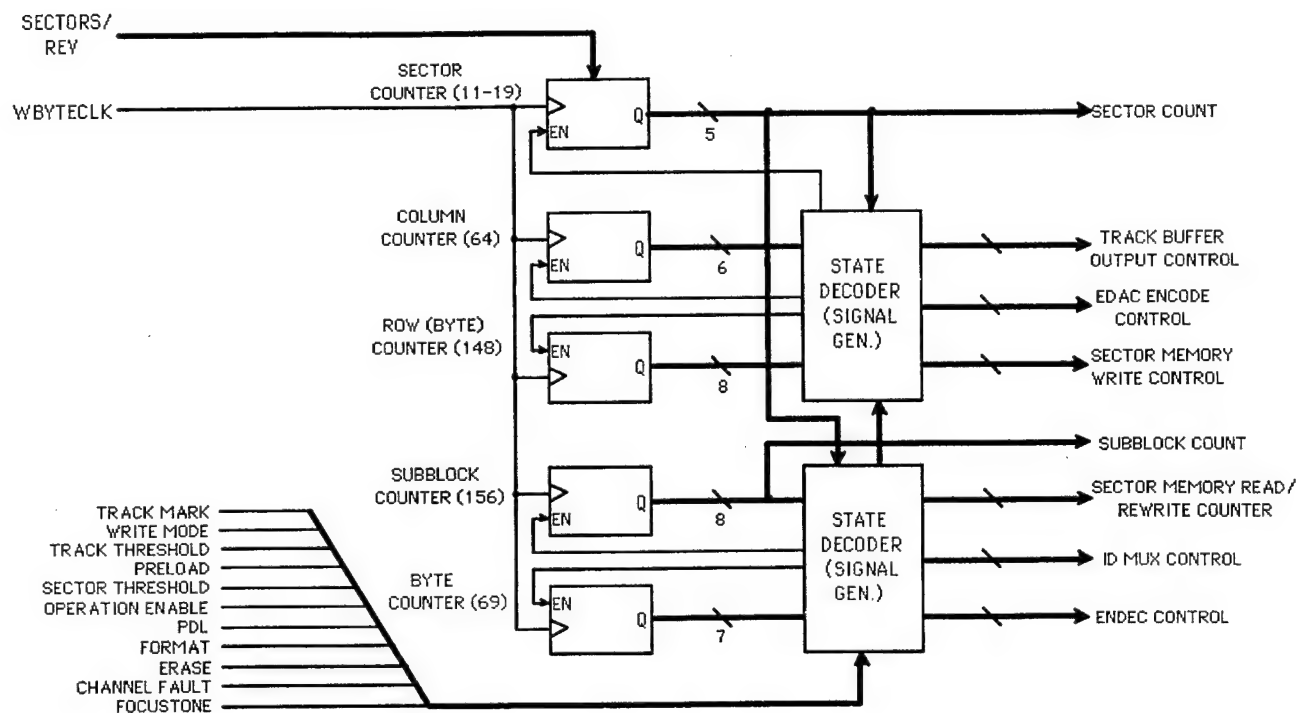 SECTORS/
REV
WBYTECLK
SECTOR
COUNTER (11-19)
Q
EN
5
SECTOR COUNT
COLUMN
COUNTER (64)
Q
EN
6
STATE
DECODER
(SIGNAL
GEN.)
TRACK BUFFER
OUTPUT CONTROL
EDAC ENCODE
CONTROL
ROW (BYTE)
COUNTER (148)
EN
Q
8
SECTOR MEMORY
WRITE CONTROL
SUBBLOCK COUNT
SUBBLOCK
COUNTER (156)
Q
EN
8
STATE
DECODER
(SIGNAL
GEN.)
SECTOR MEMORY READ/
REWRITE COUNTER
ID MUX CONTROL
BYTE
COUNTER (69)
EN
Q
7
ENDEC CONTROL
TRACK MARK
WRITE MODE
TRACK THRESHOLD
PRELOAD
SECTOR THRESHOLD
OPERATION ENABLE
PDL
FORMAT
ERASE
CHANNEL FAULT
FOCUSTONE